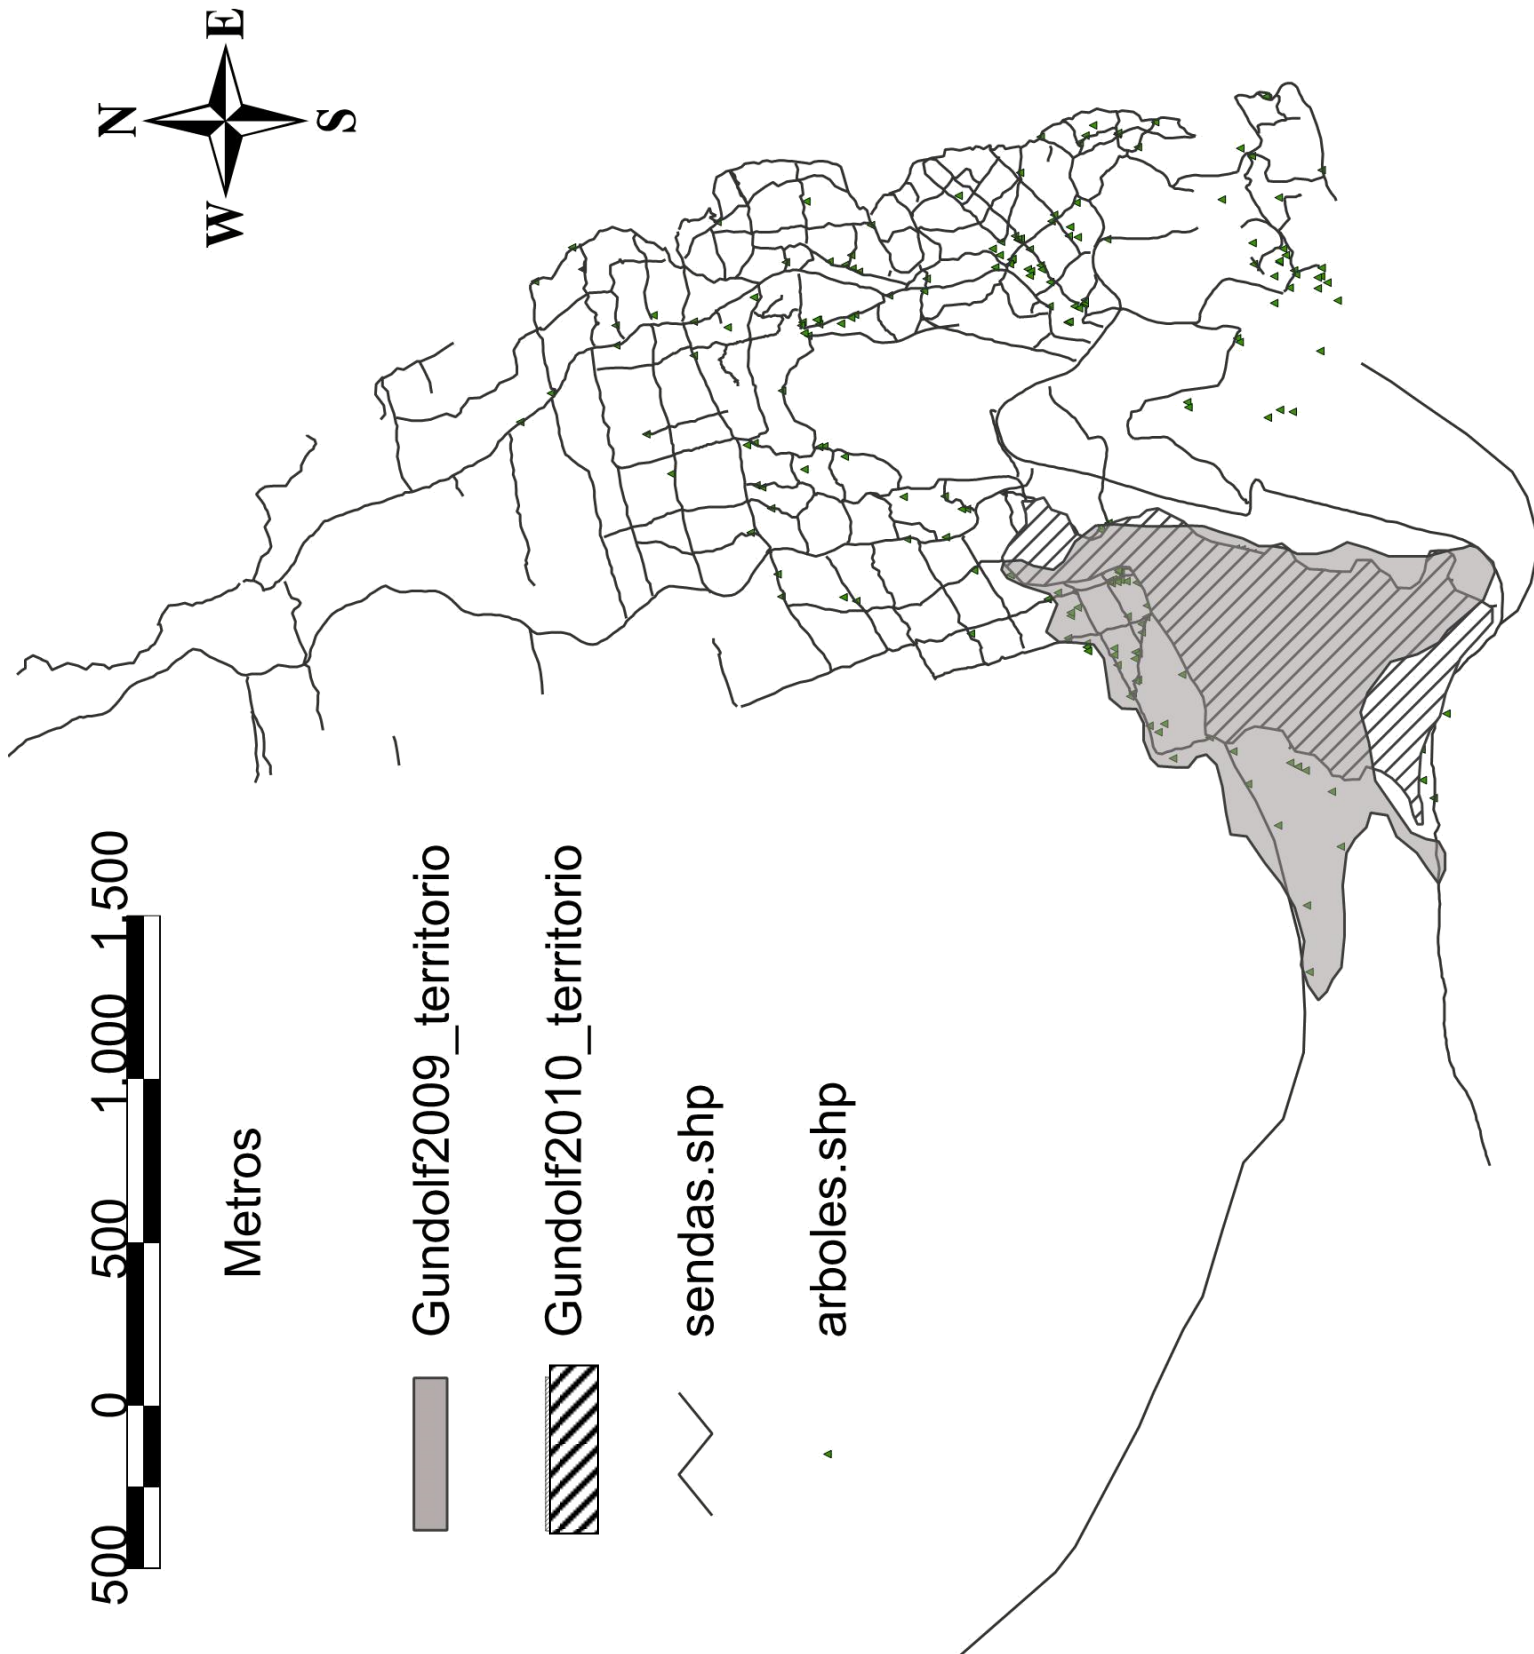 N
E
S
W
500 0 500 1.000 1.500
Metros
Gundolf2009_territorio
Gundolf2010_territorio
sendas.shp
arboles.shp